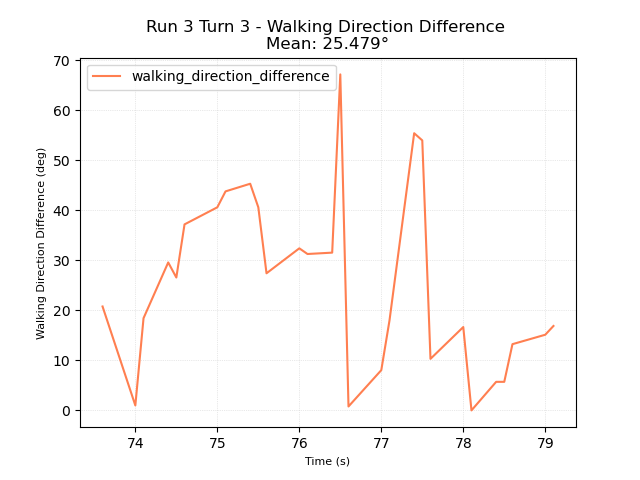 Run 3 Turn 3 - Walking Direction Difference
Mean: 25.479°
walking_direction_difference
Walking Direction Difference (deg)
70
60
50
40
30
20
10
0
74 75 76 77 78 79
Time (s)